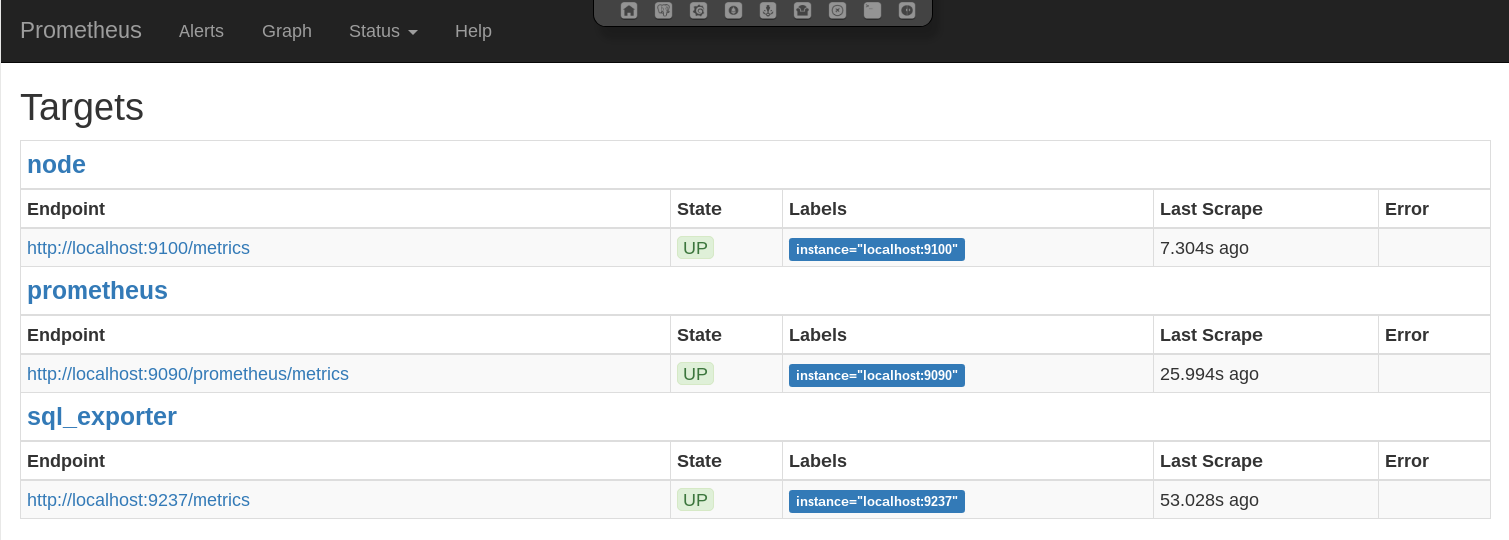 Prometheus Alerts Graph Status Help
Targets
node
Endpoint State Labels Last Scrape Error
http://localhost:9100/metrics UP instance="localhost:9100" 7.304s ago
prometheus
Endpoint State Labels Last Scrape Error
http://localhost:9090/prometheus/metrics UP instance="localhost:9090" 25.994s ago
sql_exporter
Endpoint State Labels Last Scrape Error
http://localhost:9237/metrics UP instance="localhost:9237" 53.028s ago